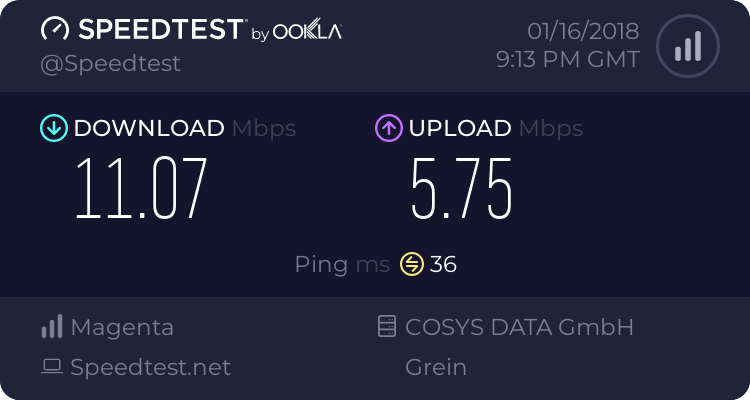 SPEEDTEST by OOKLA
@Speedtest
01/16/2018
9:13 PM GMT
DOWNLOAD Mbps
11.07
UPLOAD Mbps
5.75
Ping ms 36
Magenta
Speedtest.net
COSYS DATA GmbH
Grein